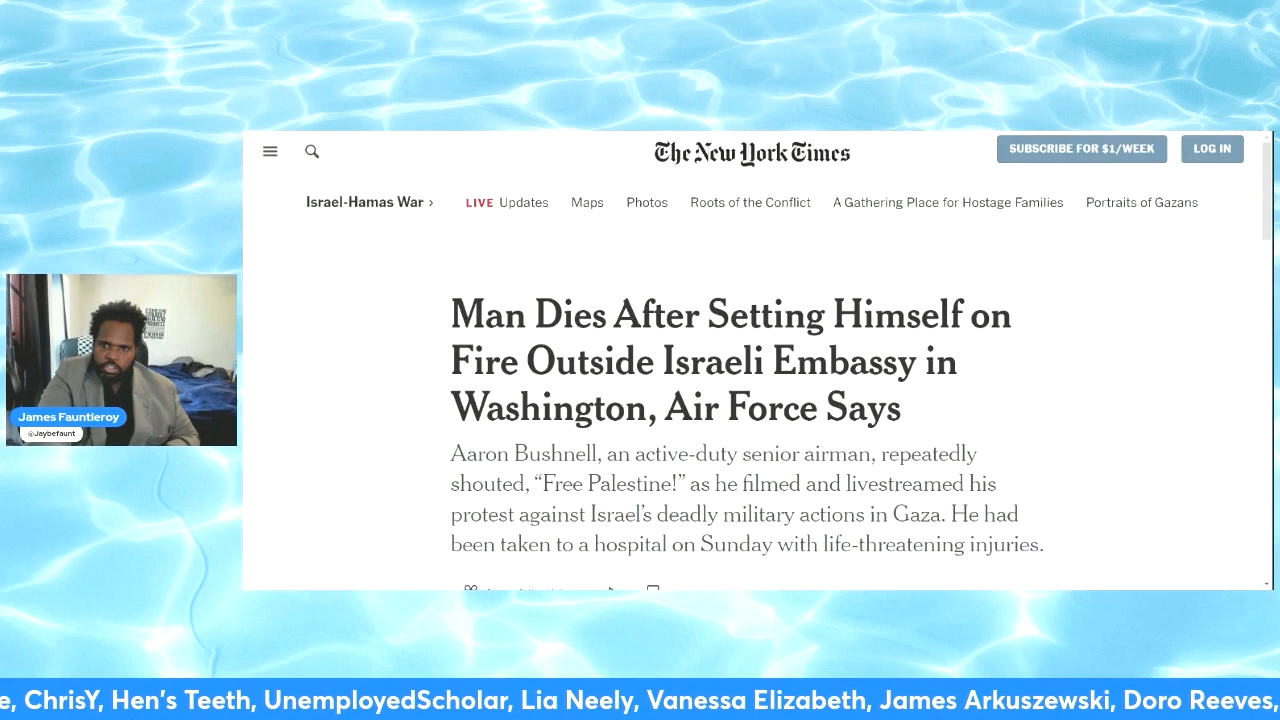 The New York Times
SUBSCRIBE FOR $1/WEEK
LOG IN
Israel-Hamas War ›
LIVE Updates
Maps
Photos
Roots of the Conflict
A Gathering Place for Hostage Families
Portraits of Gazans
Man Dies After Setting Himself on
Fire Outside Israeli Embassy in
Washington, Air Force Says
Aaron Bushnell, an active-duty senior airman, repeatedly
shouted, “Free Palestine!” as he filmed and livestreamed his
protest against Israel’s deadly military actions in Gaza. He had
been taken to a hospital on Sunday with life-threatening injuries.
James Fauntleroy
@Jaybefaunt
e, ChrisY, Hen's Teeth, UnemployedScholar, Lia Neely, Vanessa Elizabeth, James Arkuszewski, Doro Reeves,